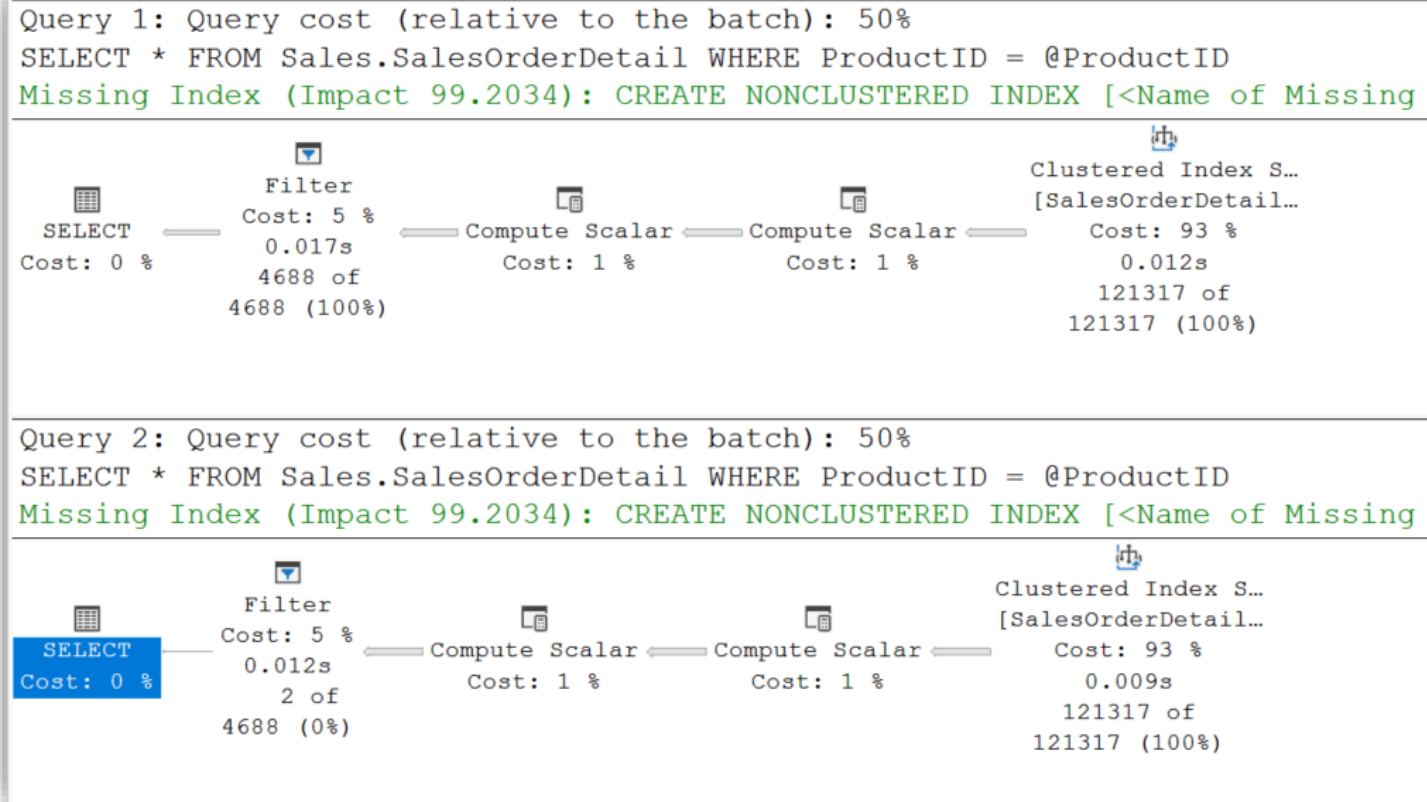 Query 1: Query cost (relative to the batch): 50%
SELECT * FROM Sales.SalesOrderDetail WHERE ProductID = @ProductID
Missing Index (Impact 99.2034): CREATE NONCLUSTERED INDEX [<Name of Missing
SELECT
Cost: 0 %
Filter
Cost: 5 %
0.017s
4688 of
4688 (100%)
Compute Scalar
Cost: 1 %
Compute Scalar
Cost: 1 %
Clustered Index S…
[SalesOrderDetail…
Cost: 93 %
0.012s
121317 of
121317 (100%)
Query 2: Query cost (relative to the batch): 50%
SELECT * FROM Sales.SalesOrderDetail WHERE ProductID = @ProductID
Missing Index (Impact 99.2034): CREATE NONCLUSTERED INDEX [<Name of Missing
SELECT
Cost: 0 %
Filter
Cost: 5 %
0.012s
2 of
4688 (0%)
Compute Scalar
Cost: 1 %
Compute Scalar
Cost: 1 %
Clustered Index S…
[SalesOrderDetail…
Cost: 93 %
0.009s
121317 of
121317 (100%)